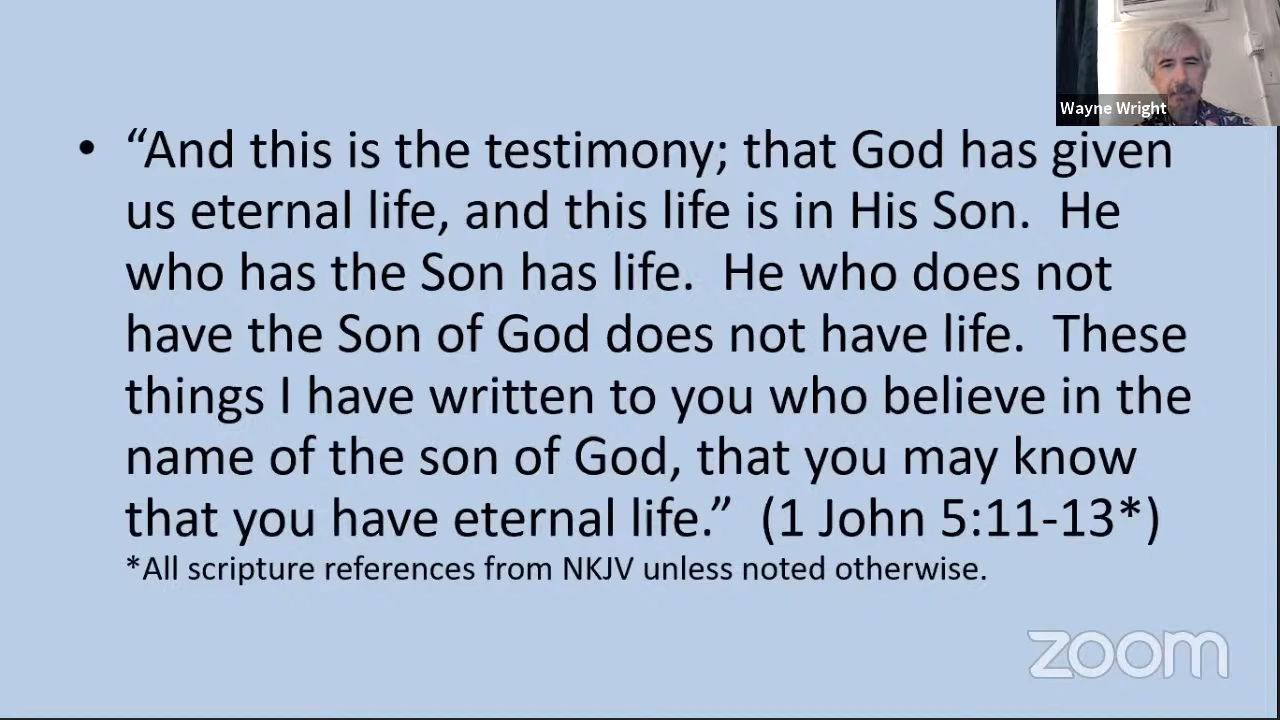 Wayne Wright
• “And this is the testimony; that God has given
us eternal life, and this life is in His Son.  He
who has the Son has life.  He who does not
have the Son of God does not have life.  These
things I have written to you who believe in the
name of the son of God, that you may know
that you have eternal life.”  (1 John 5:11-13*)
*All scripture references from NKJV unless noted otherwise.
zoom